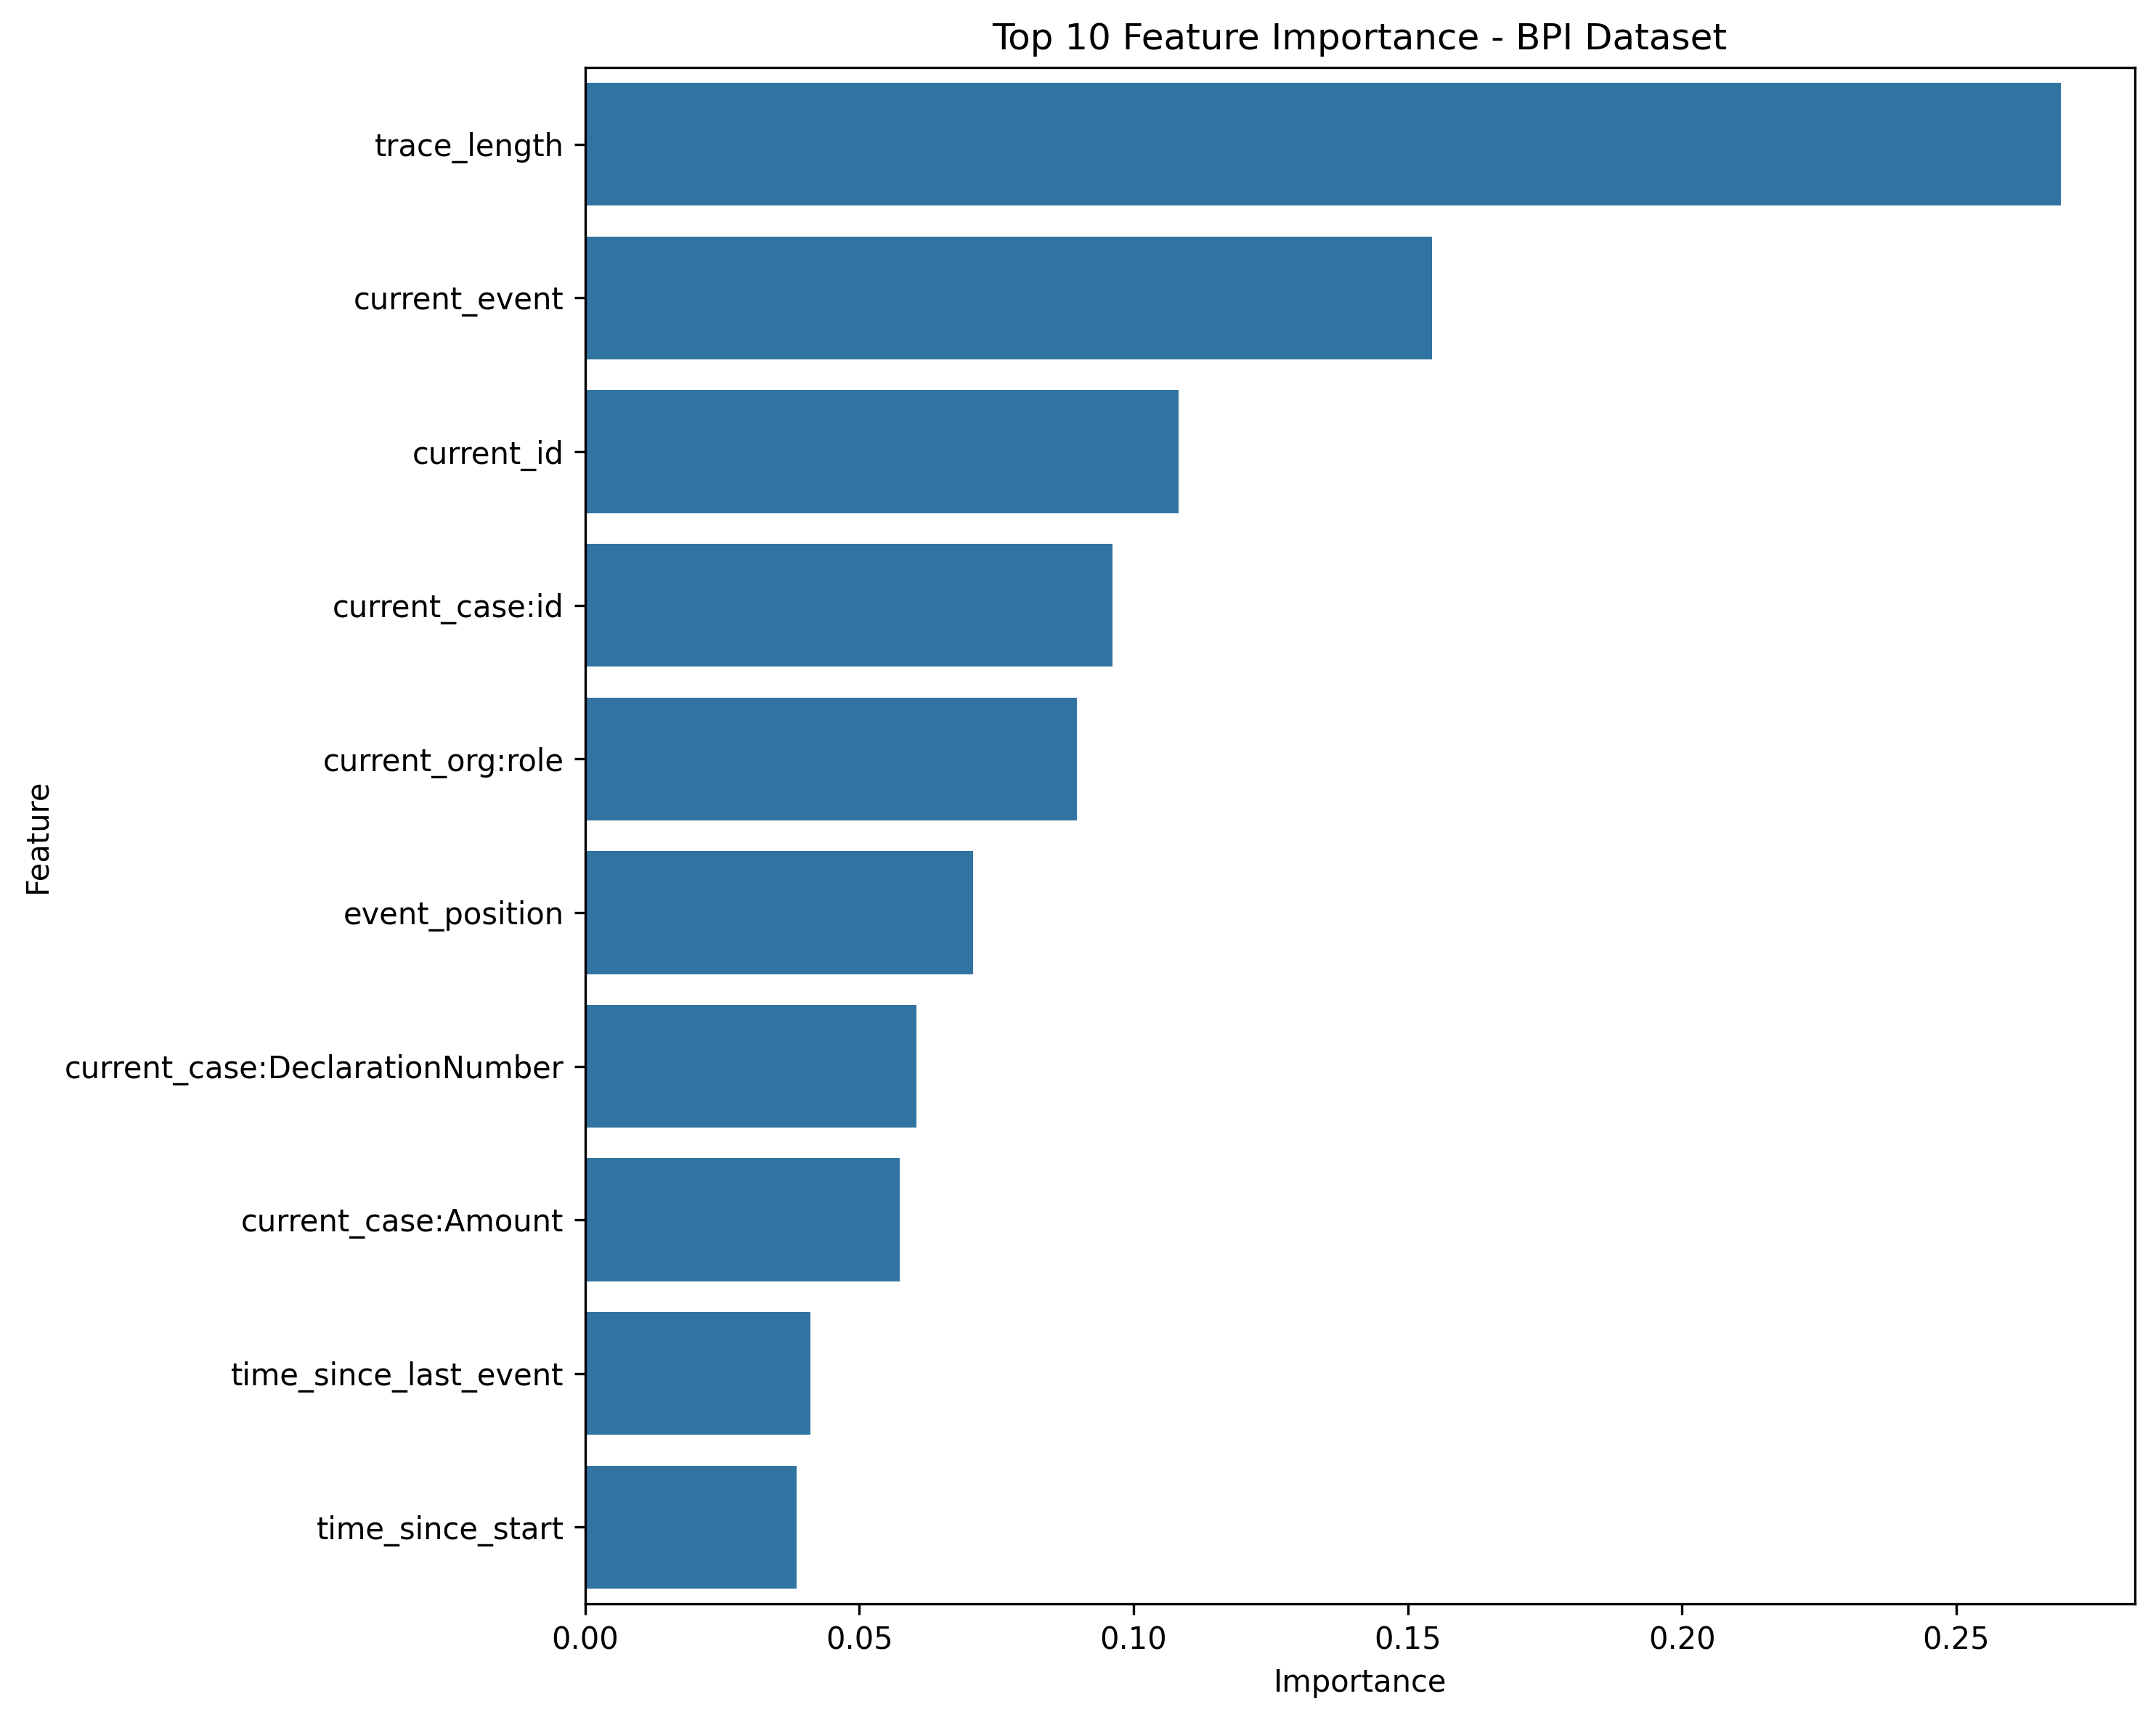 Top 10 Feature Importance - BPI Dataset
trace_length
current_event
current_id
current_case:id
current_org:role
event_position
current_case:DeclarationNumber
current_case:Amount
time_since_last_event
time_since_start
Feature
0.00 0.05 0.10 0.15 0.20 0.25
Importance